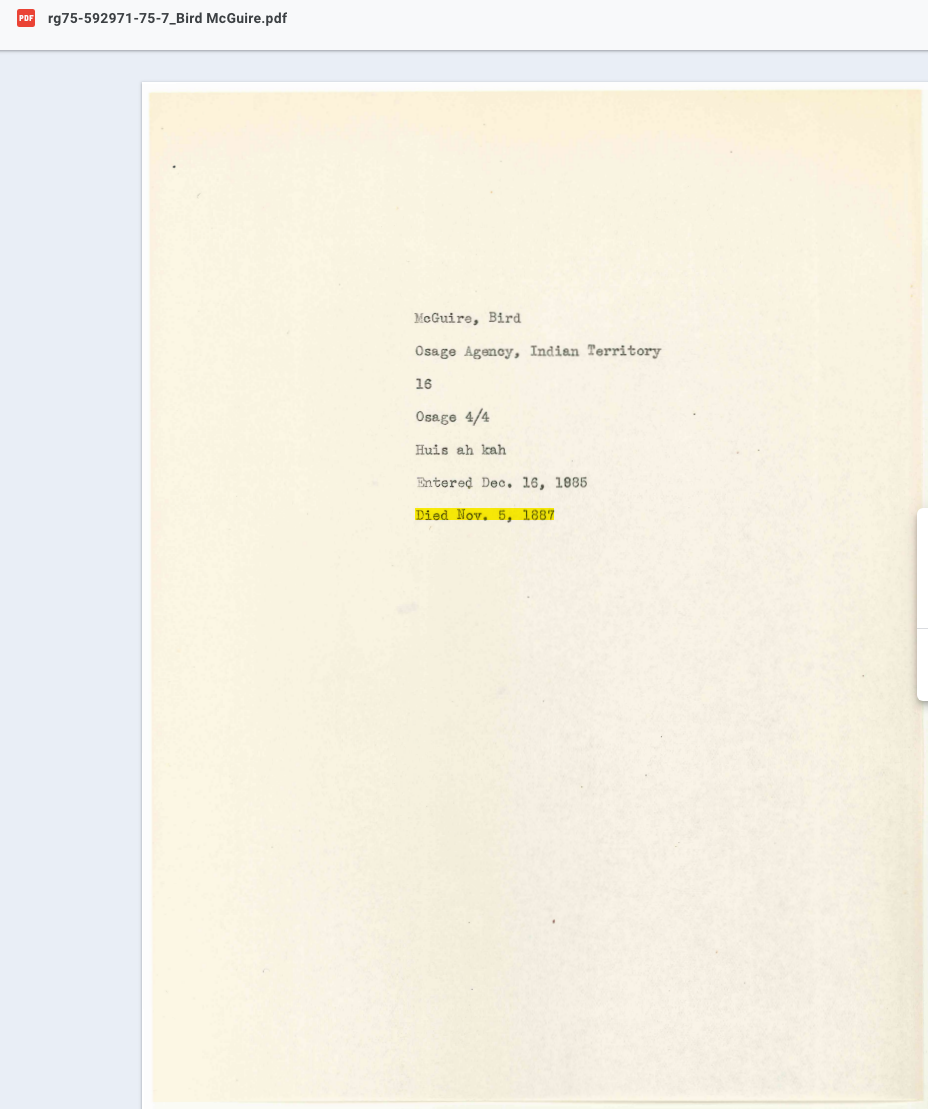 PDF rg75-592971-75-7_Bird McGuire.pdf
McGuire, Bird
Osage Agency, Indian Territory
16
Osage 4/4
Huis ah kah
Entered Dec. 16, 1885
Died Nov. 5, 1887